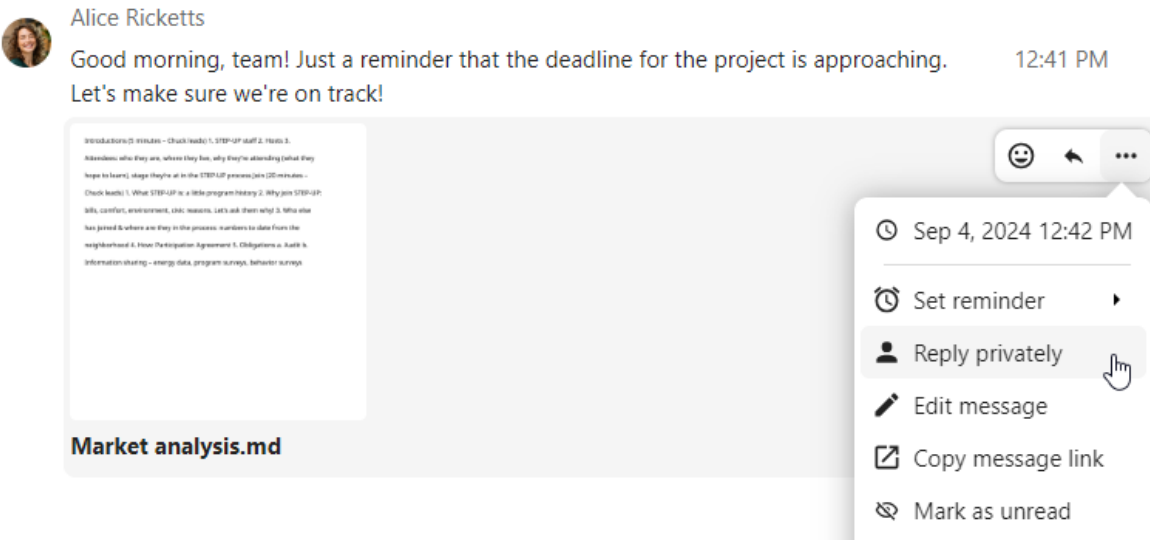 Alice Ricketts
Good morning, team! Just a reminder that the deadline for the project is approaching.
12:41 PM
Let's make sure we're on track!
Introductions (5 minutes – Chuck leads) 1. STEP-UP staff 2. Hosts 3.
Attendees: who they are, where they live, why they're attending (what they
hope to learn), stage they're at in the STEP-UP process Join (20 minutes –
Chuck leads) 1. What STEP-UP is: a little program history 2. Why join STEP-UP:
bills, comfort, environment, civic reasons. Let's ask them why! 3. Who else
has joined & where are they in the process: numbers to date from the
neighborhood 4. How: Participation Agreement 5. Obligations a. Audit b.
Information sharing – energy data, program surveys, behavior surveys
Market analysis.md
Sep 4, 2024 12:42 PM
Set reminder
Reply privately
Edit message
Copy message link
Mark as unread